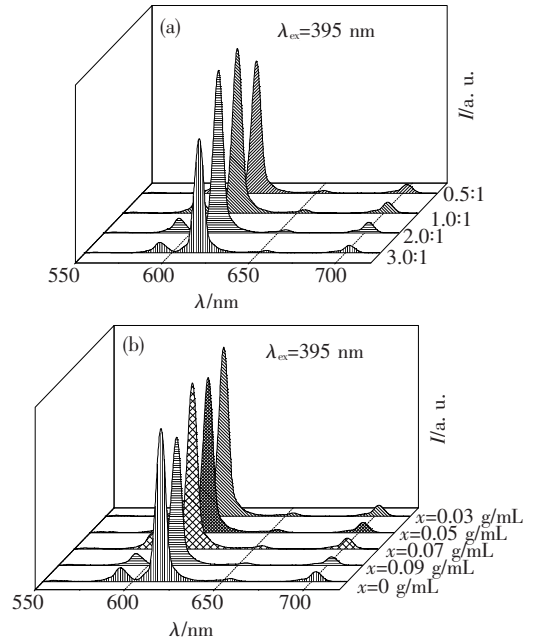 (a)
λex=395 nm
I/a. u.
0.5∶1
1.0∶1
2.0∶1
3.0∶1
550 600 650 700
λ/nm
(b)
λex=395 nm
I/a. u.
x=0.03 g/mL
x=0.05 g/mL
x=0.07 g/mL
x=0.09 g/mL
x=0 g/mL
550 600 650 700
λ/nm